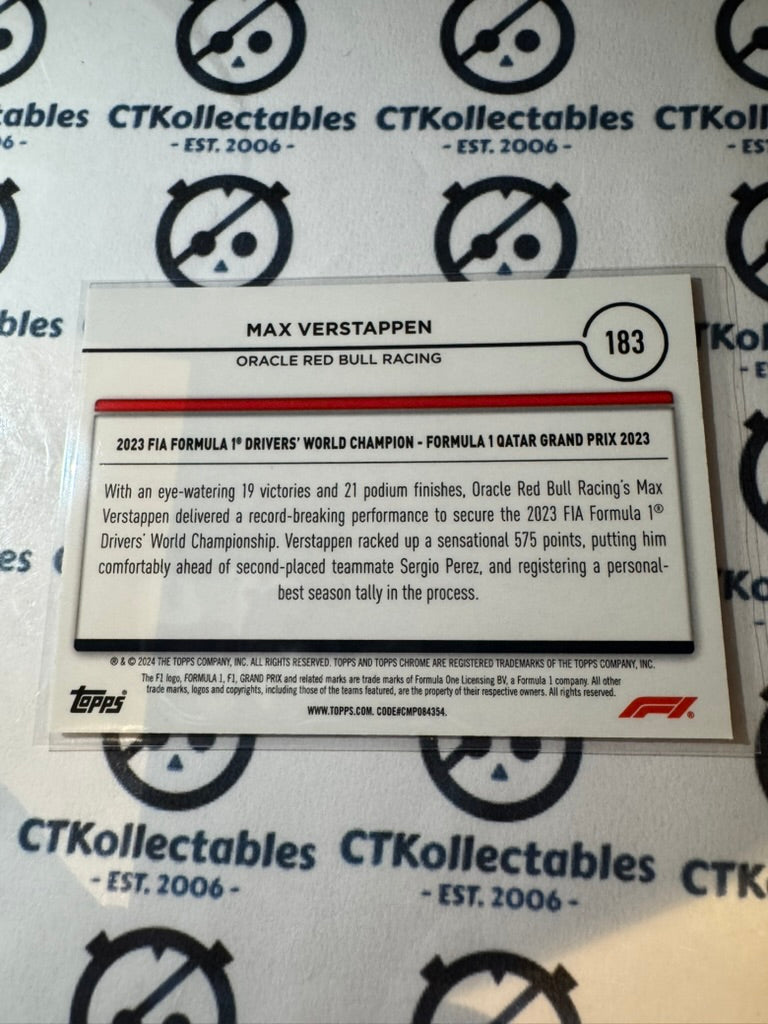 ables CTKollectables CTKollectables CTKoll
6 - - EST. 2006 - - EST. 2006 - - ES
bles
MAX VERSTAPPEN
183
ORACLE RED BULL RACING
2023 FIA FORMULA 1® DRIVERS' WORLD CHAMPION - FORMULA 1 QATAR GRAND PRIX 2023
With an eye-watering 19 victories and 21 podium finishes, Oracle Red Bull Racing's Max
Verstappen delivered a record-breaking performance to secure the 2023 FIA Formula 1®
Drivers' World Championship. Verstappen racked up a sensational 575 points, putting him
comfortably ahead of second-placed teammate Sergio Perez, and registering a personal-
best season tally in the process.
® & © 2024 THE TOPPS COMPANY, INC. ALL RIGHTS RESERVED. TOPPS AND TOPPS CHROME ARE REGISTERED TRADEMARKS OF THE TOPPS COMPANY, INC.
The F1 logo, FORMULA 1, F1, GRAND PRIX and related marks are trade marks of Formula One Licensing BV, a Formula 1 company. All other
trade marks, logos and copyrights, including those of the teams featured, are the property of their respective owners. All rights reserved.
Topps®
WWW.TOPPS.COM. CODE#CMP084354.
F1®
CTKollectables CTKollectables CTK
- EST. 2006 - - EST. 2006 -